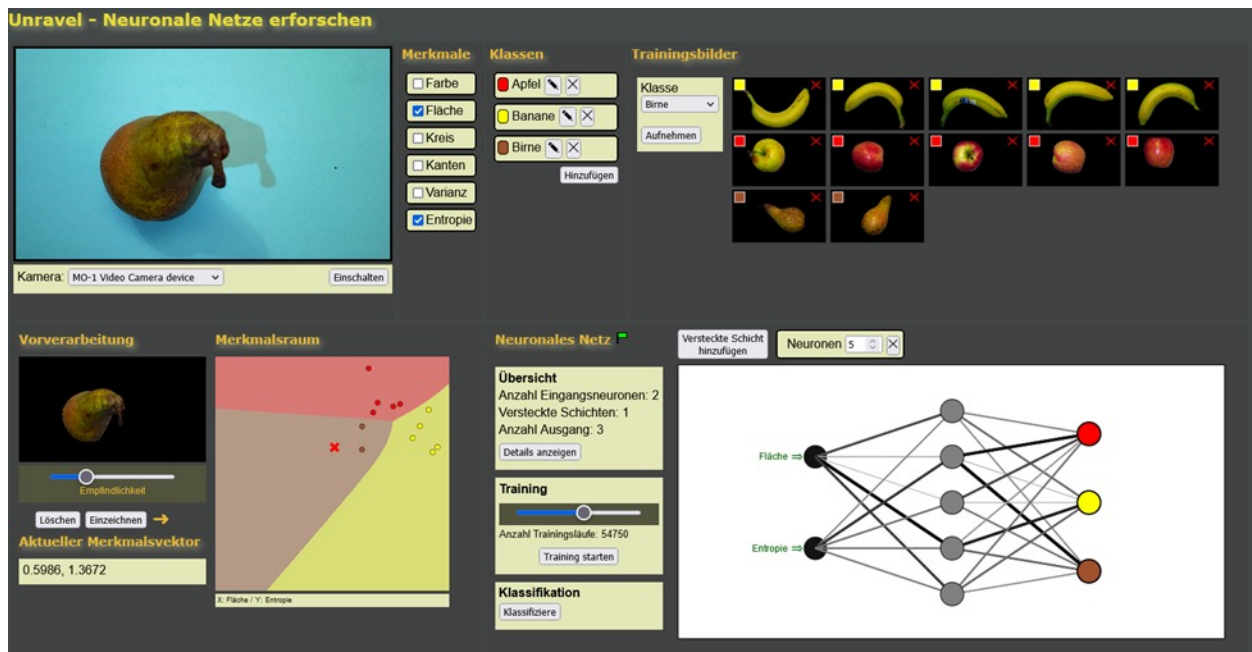 Unravel - Neuronale Netze erforschen
Merkmale
Farbe
Fläche
Kreis
Kanten
Varianz
Entropie
Klassen
Apfel
Banane
Birne
Hinzufügen
Trainingsbilder
Klasse
Birne
Aufnehmen
Kamera: MO-1 Video Camera device
Einschalten
Vorverarbeitung
Empfindlichkeit
Löschen Einzeichnen
Aktueller Merkmalsvektor
0.5986, 1.3672
Merkmalsraum
X: Fläche / Y: Entropie
Neuronales Netz
Übersicht
Anzahl Eingangsneuronen: 2
Versteckte Schichten: 1
Anzahl Ausgang: 3
Details anzeigen
Training
Anzahl Trainingsläufe: 54750
Training starten
Klassifikation
Klassifiziere
Versteckte Schicht
hinzufügen
Neuronen 5
Fläche ⇒
Entropie ⇒